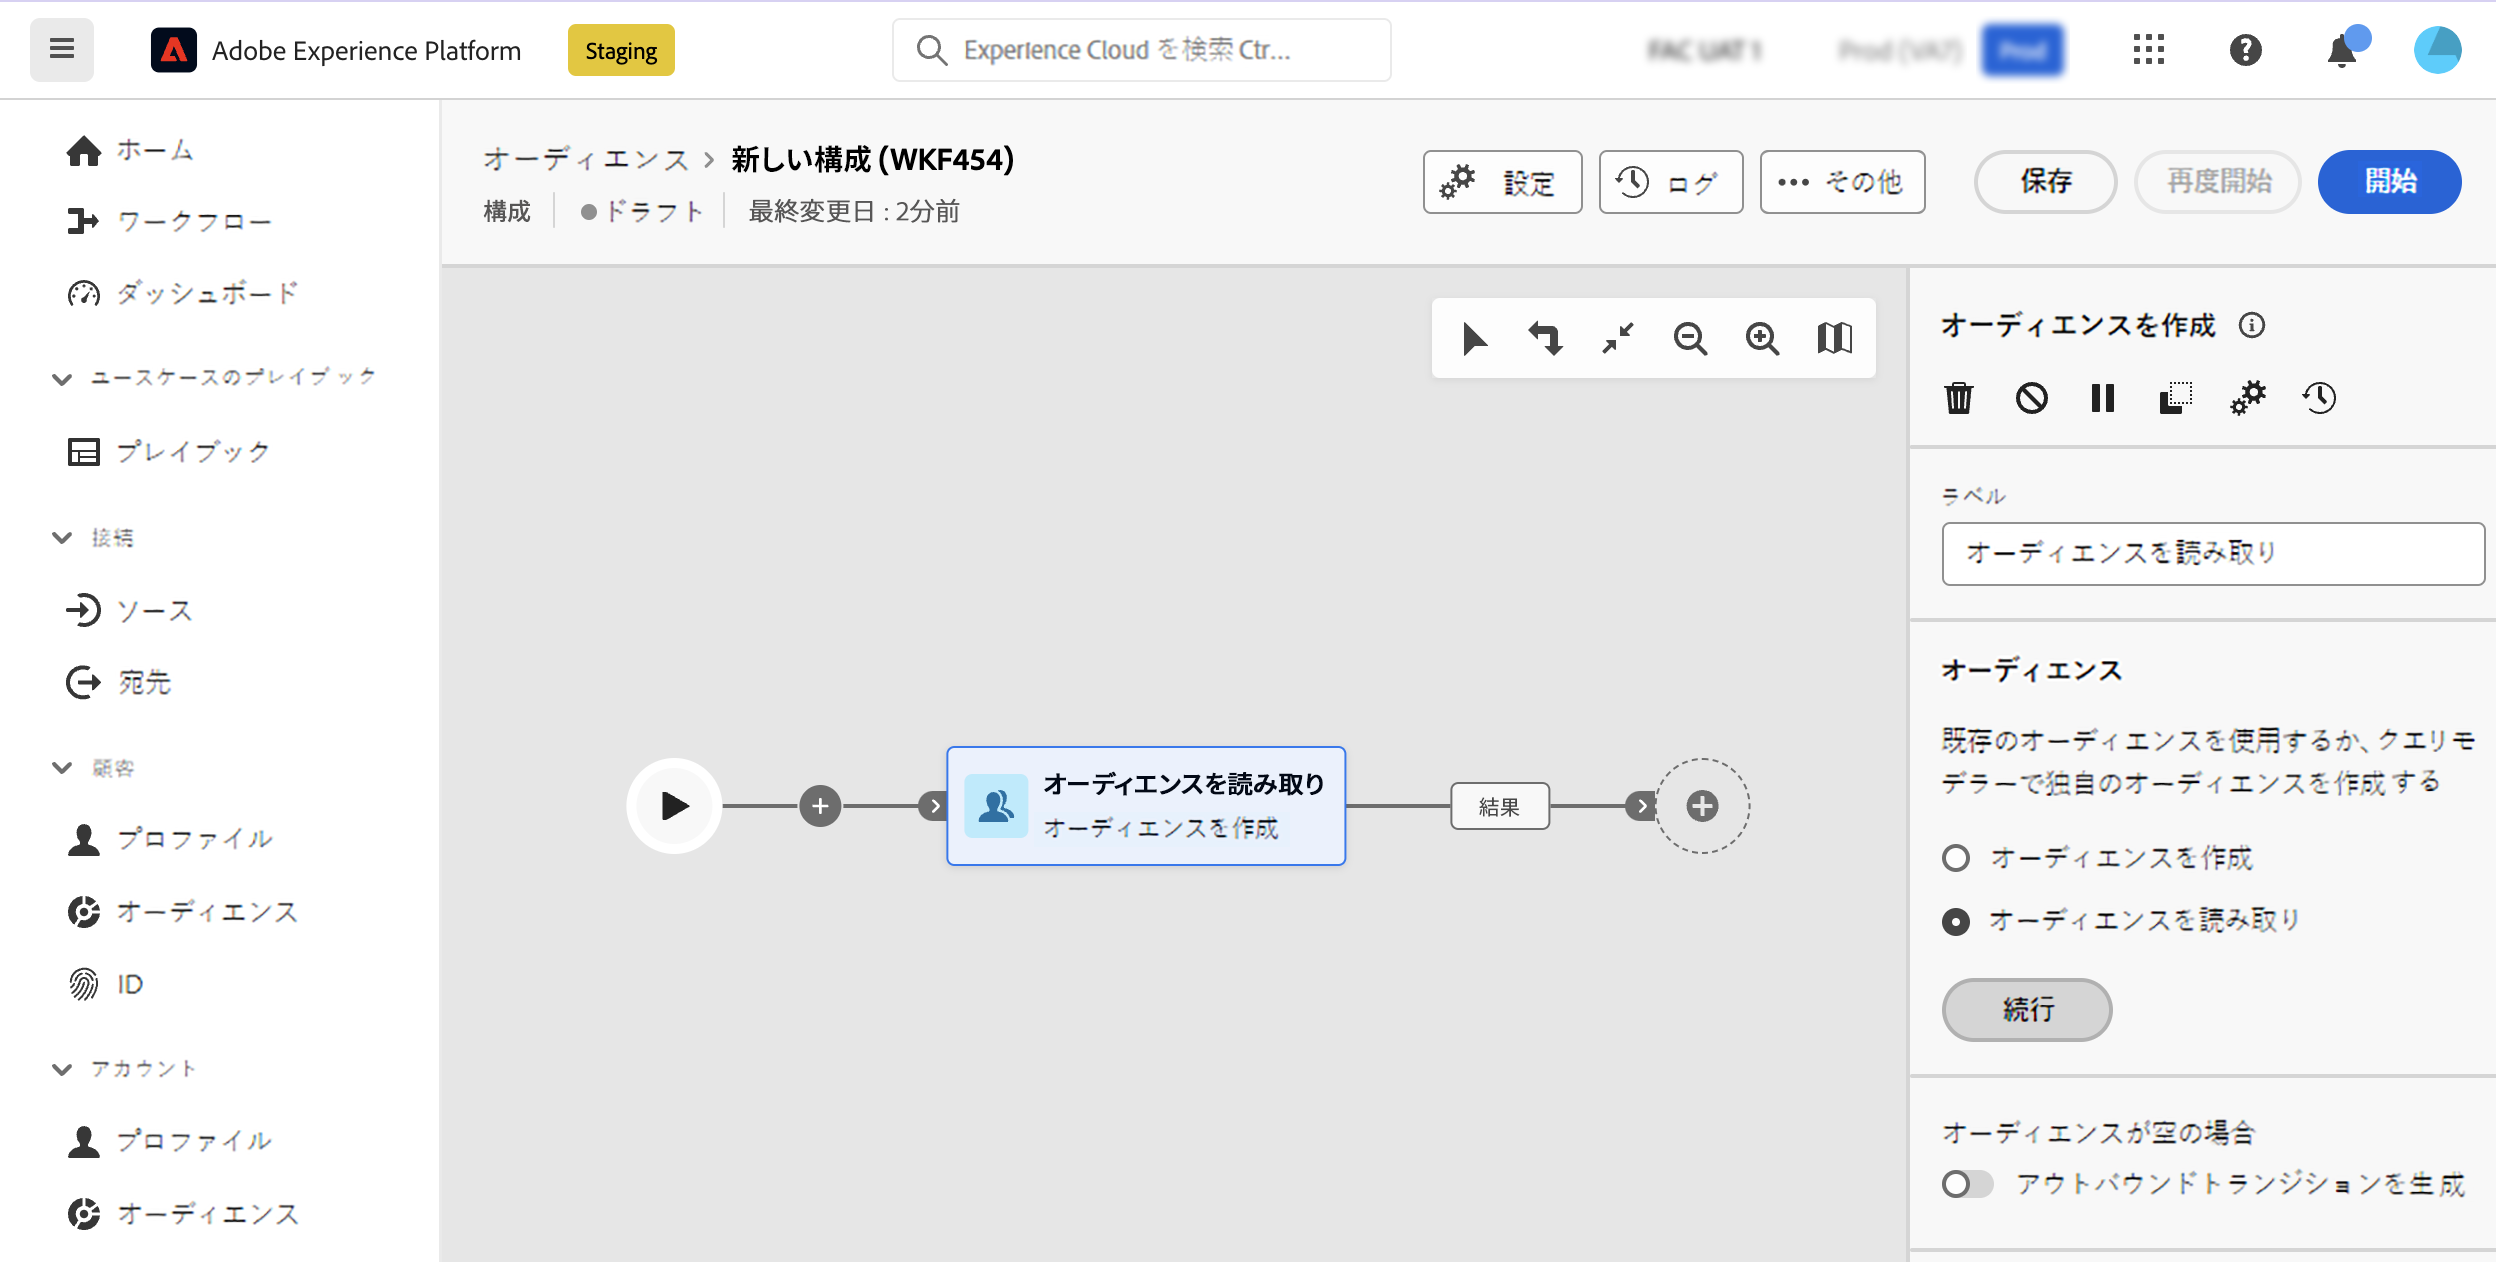 Adobe Experience Platform
Staging
Experience Cloud を検索 Ctr...
FAC UAT 1
Prod (VA7)
Prod
ホーム
ワークフロー
ダッシュボード
ユースケースのプレイブック
プレイブック
接続
ソース
宛先
顧客
プロファイル
オーディエンス
ID
アカウント
プロファイル
オーディエンス
オーディエンス > 新しい構成 (WKF454)
構成
ドラフト
最終変更日 : 2分前
設定
ログ
••• その他
保存
再度開始
開始
オーディエンスを読み取り
オーディエンスを作成
結果
オーディエンスを作成
ラベル
オーディエンスを読み取り
オーディエンス
既存のオーディエンスを使用するか、クエリモ
デラーで独自のオーディエンスを作成する
オーディエンスを作成
オーディエンスを読み取り
続行
オーディエンスが空の場合
アウトバウンドトランジションを生成